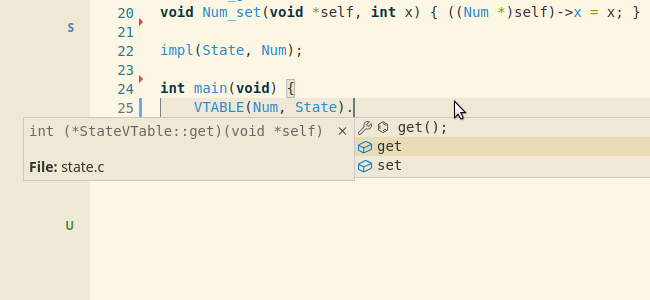 S
20 void Num_set(void *self, int x) { ((Num *)self)->x = x; }
21
22 impl(State, Num);
23
24 int main(void) {
25 VTABLE(Num, State).
int (*StateVTable::get)(void *self) ×
File: state.c
get();
get
set
U